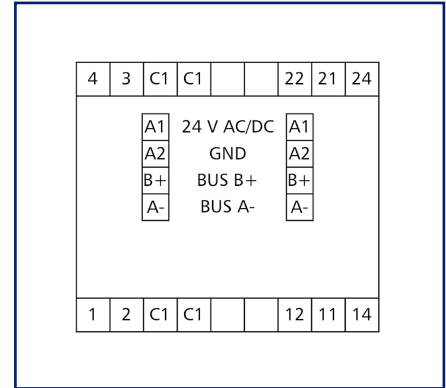 4 3 C1 C1 22 21 24
A1 24 V AC/DC A1
A2 GND A2
B+ BUS B+ B+
A- BUS A- A-
1 2 C1 C1 12 11 14